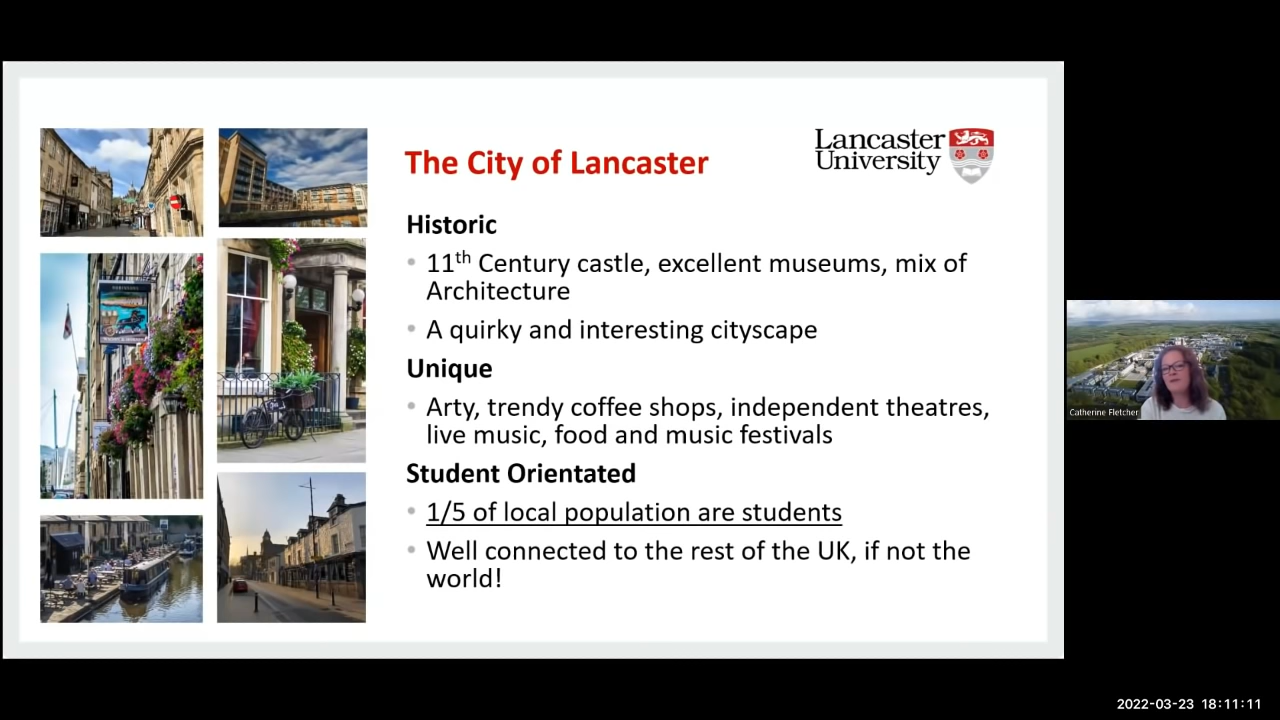 Lancaster
University
The City of Lancaster
Historic
• 11th Century castle, excellent museums, mix of
Architecture
• A quirky and interesting cityscape
Unique
• Arty, trendy coffee shops, independent theatres,
live music, food and music festivals
Student Orientated
• 1/5 of local population are students
• Well connected to the rest of the UK, if not the
world!
Catherine Fletcher
2022-03-23 18:11:11